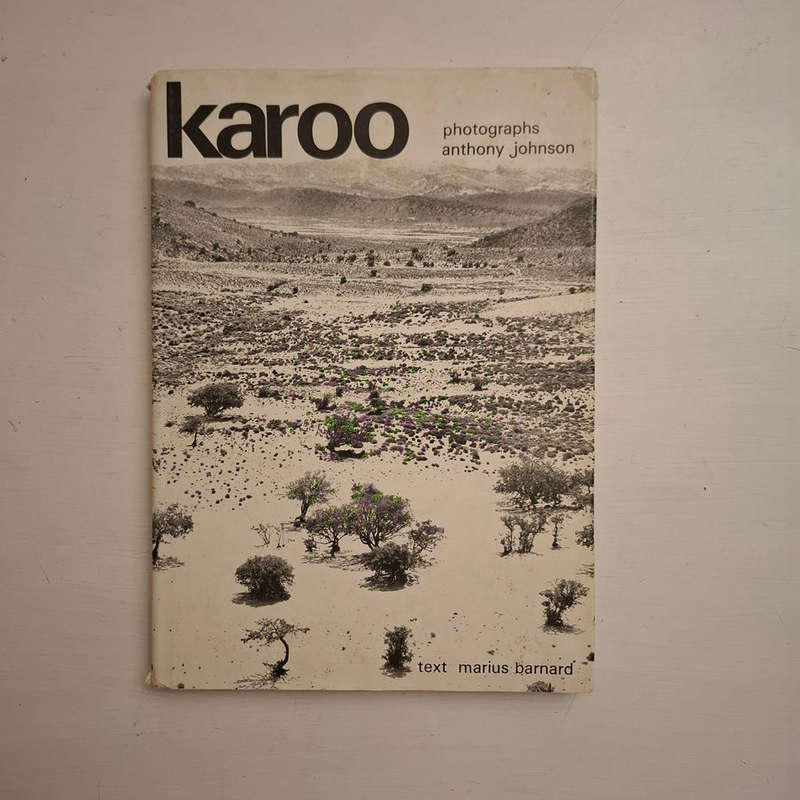 karoo
photographs
anthony johnson
text marius barnard